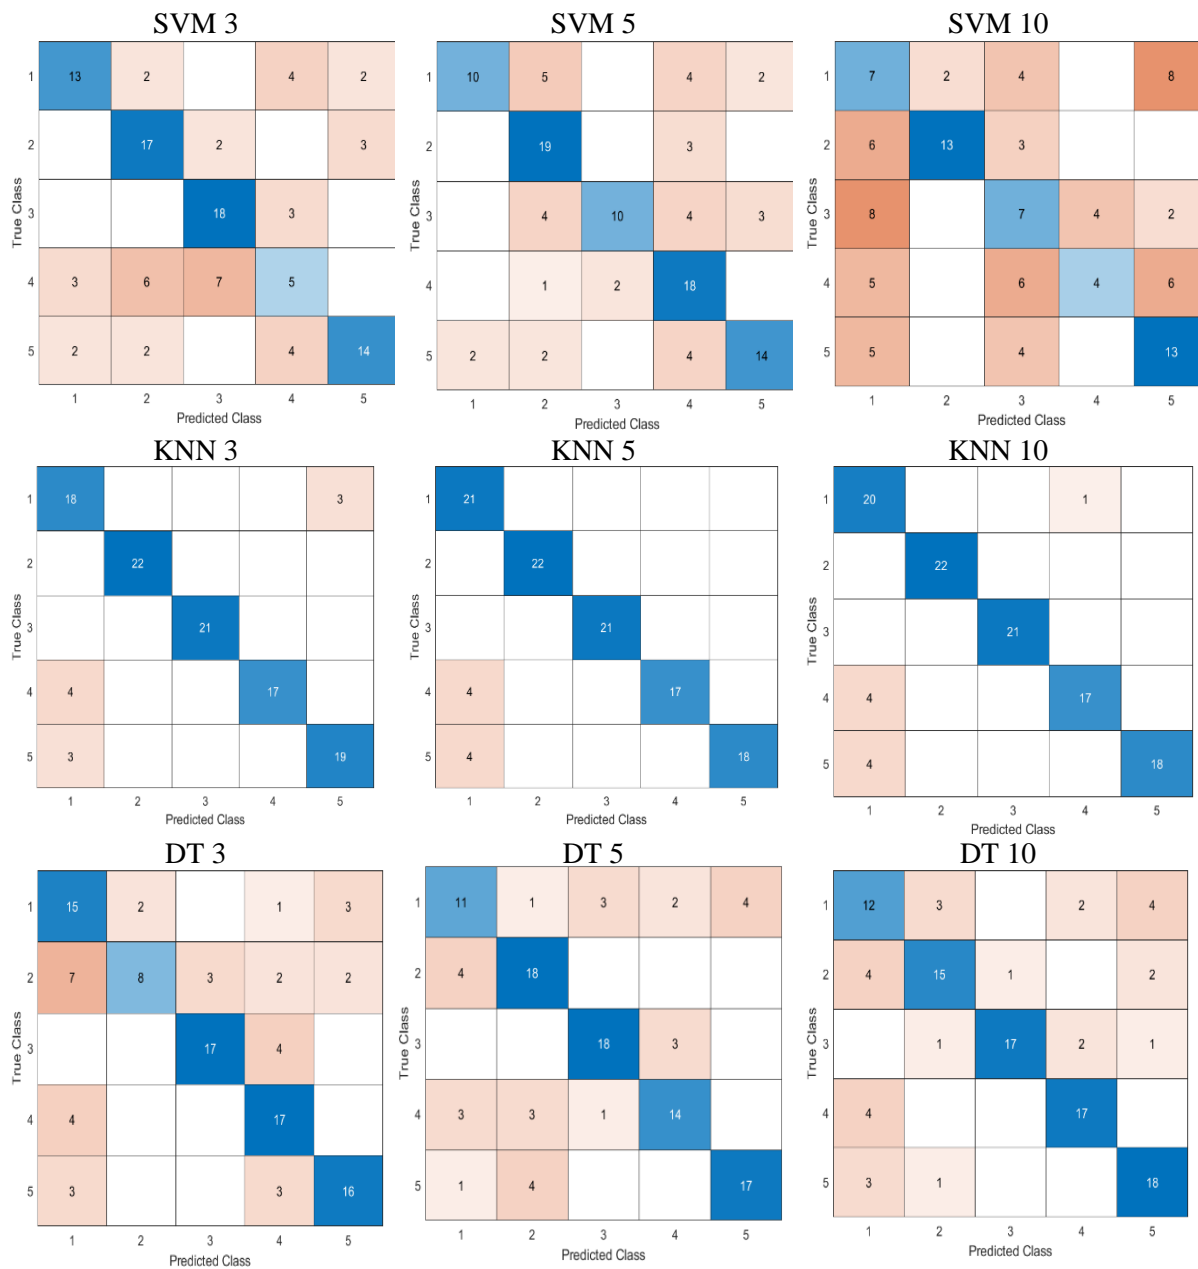 SVM 3 SVM 5 SVM 10
1 13 2 4 2 1 10 5 4 2 1 7 2 4 8
2 17 2 3 2 19 3 2 6 13 3
3 18 3 3 4 10 4 3 3 8 7 4 2
4 3 6 7 5 4 1 2 18 4 5 6 4 6
5 2 2 4 14 5 2 2 4 14 5 5 4 13
True Class True Class True Class
1 2 3 4 5 1 2 3 4 5 1 2 3 4 5
Predicted Class Predicted Class Predicted Class
KNN 3 KNN 5 KNN 10
1 18 3 1 21 1 20 1
2 22 2 22 2 22
3 21 3 21 3 21
4 4 17 4 4 17 4 4 17
5 3 19 5 4 18 5 4 18
True Class True Class True Class
1 2 3 4 5 1 2 3 4 5 1 2 3 4 5
Predicted Class Predicted Class Predicted Class
DT 3 DT 5 DT 10
1 15 2 1 3 1 11 1 3 2 4 1 12 3 2 4
2 7 8 3 2 2 2 4 18 2 4 15 1 2
3 17 4 3 18 3 3 1 17 2 1
4 4 17 4 3 3 1 14 4 4 17
5 3 3 16 5 1 4 17 5 3 1 18
True Class True Class True Class
1 2 3 4 5 1 2 3 4 5 1 2 3 4 5
Predicted Class Predicted Class Predicted Class